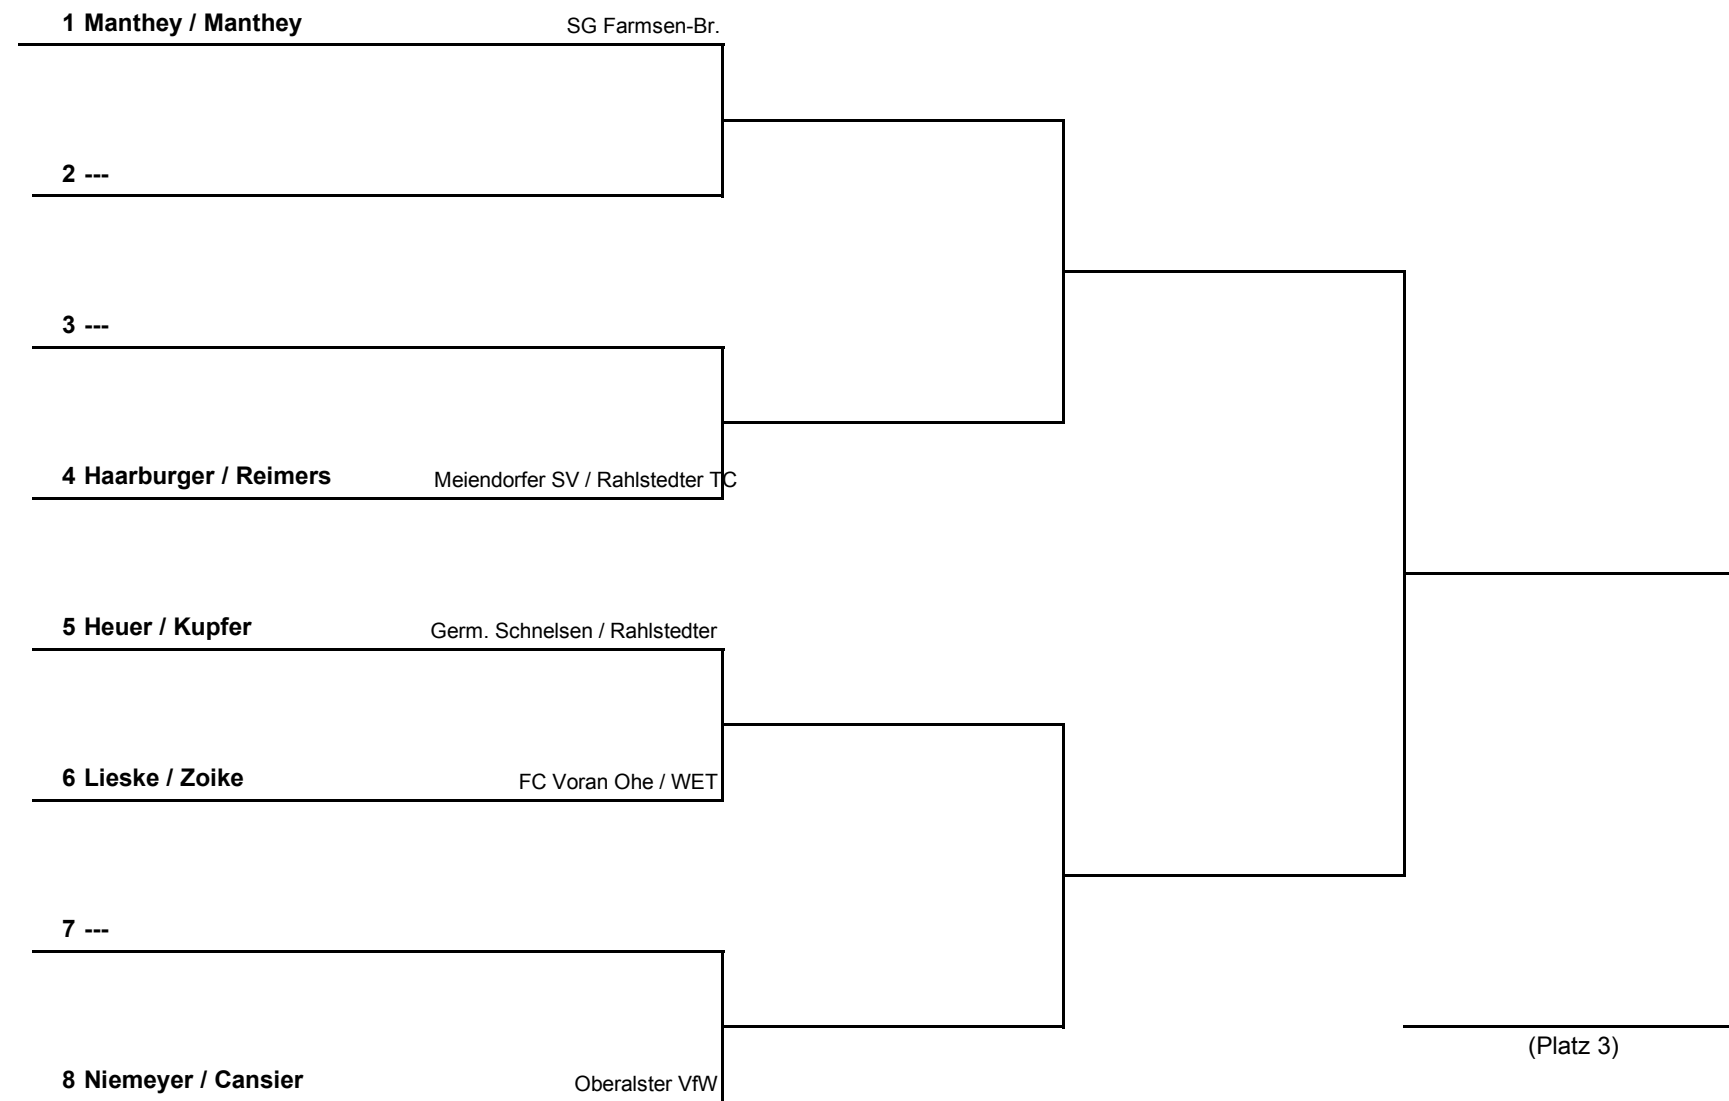 1 Manthey / Manthey SG Farmsen-Br.
2 ---
3 ---
4 Haarburger / Reimers Meiendorfer SV / Rahlstedter TC
5 Heuer / Kupfer Germ. Schnelsen / Rahlstedter
6 Lieske / Zoike FC Voran Ohe / WET
7 ---
(Platz 3)
8 Niemeyer / Cansier Oberalster VfW